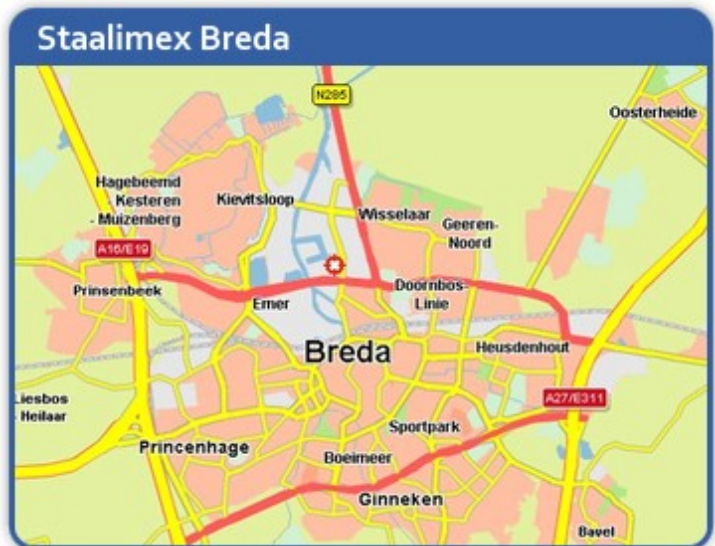 Staalimex Breda
N285
Oosterheide
Hagebeemd
- Kesteren
- Muizenberg
Kievitsloop
Wisselaar
Geeren-
Noord
A16/E19
Prinsenbeek
Emer
Doornbos-
Linie
Breda
Heusdenhout
Liesbos
- Heilaar
A27/E311
Sportpark
Princenhage
Boeimeer
Ginneken
Bavel